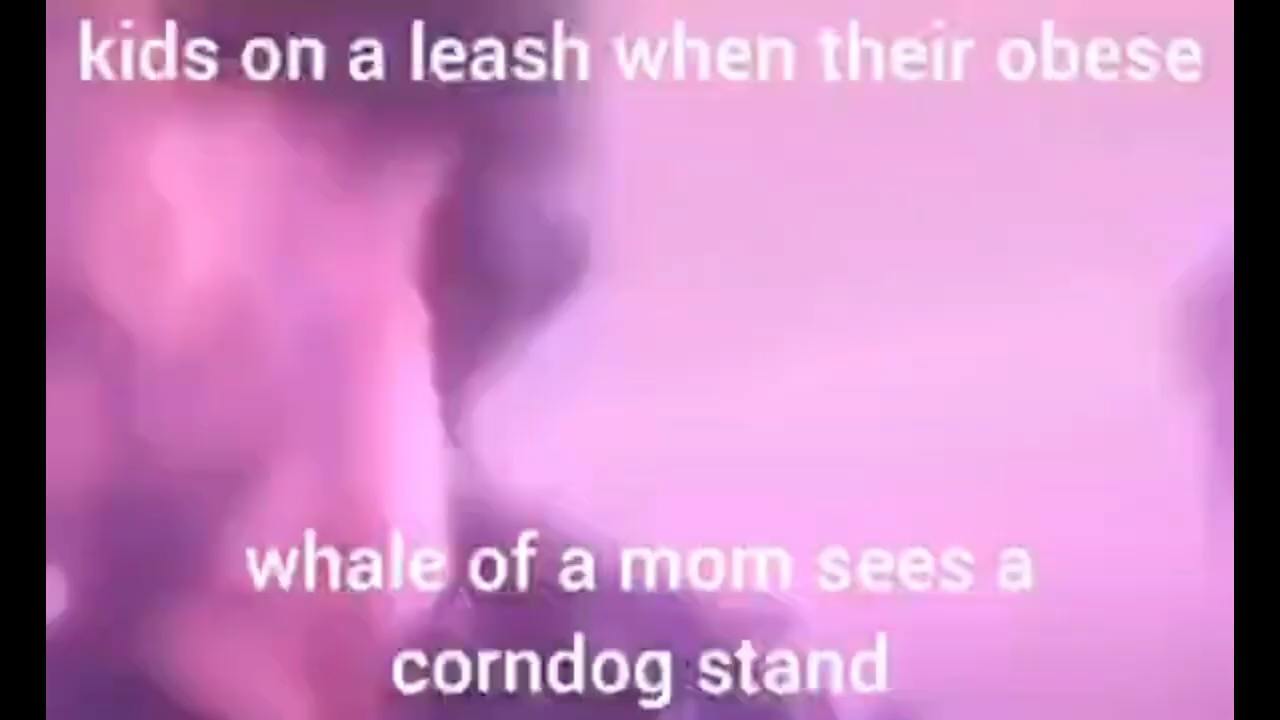 kids on a leash when their obese
whale of a mom sees a
corndog stand